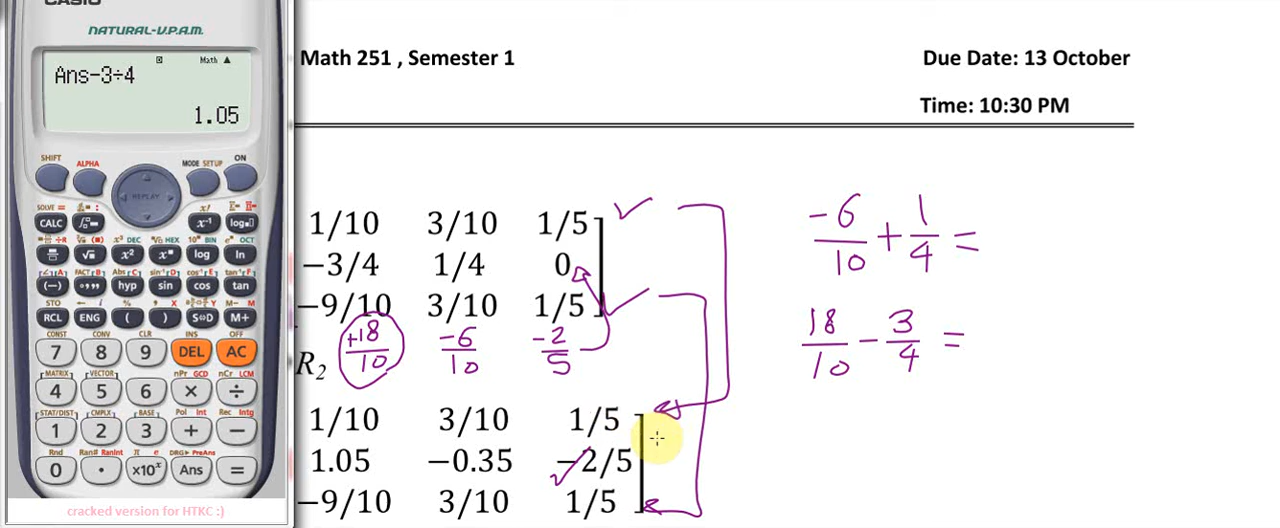 CASIO
NATURAL-V.P.A.M.
Math ▲
Ans−3÷4
1.05
SHIFT ALPHA MODE SETUP ON
REPLAY
SOLVE = CALC
x⁻¹ log
√ x² log ln
(−) hyp sin cos tan
RCL ENG ( ) S⇔D M+
7 8 9 DEL AC
4 5 6 × ÷
1 2 3 + −
0 . ×10ˣ Ans =
cracked version for HTKC :)
Math 251 , Semester 1
Due Date: 13 October
Time: 10:30 PM
1/10 3/10 1/5
−3/4 1/4 0
−9/10 3/10 1/5
R₂ +18/10 −6/10 −2/5
1/10 3/10 1/5
1.05 −0.35 −2/5
−9/10 3/10 1/5
−6/10 + 1/4 =
18/10 − 3/4 =